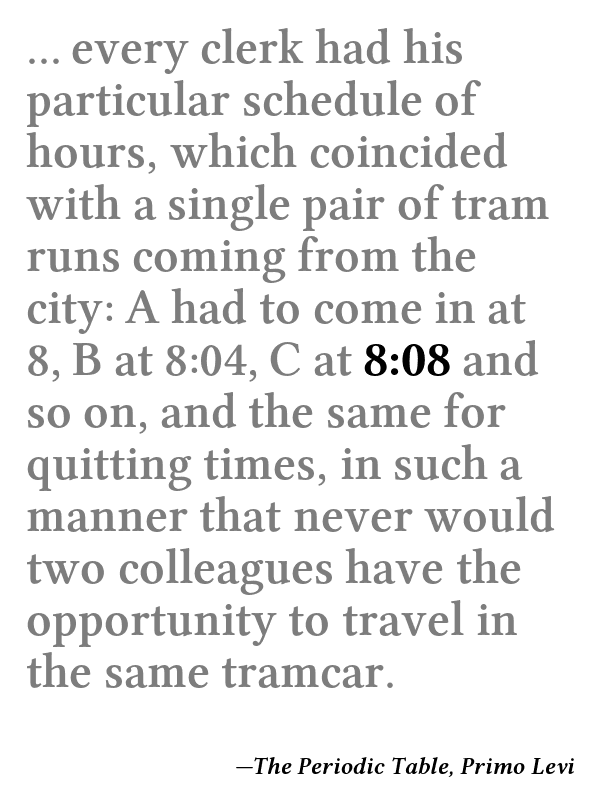 ... every clerk had his
particular schedule of
hours, which coincided
with a single pair of tram
runs coming from the
city: A had to come in at
8, B at 8:04, C at 8:08 and
so on, and the same for
quitting times, in such a
manner that never would
two colleagues have the
opportunity to travel in
the same tramcar.
—The Periodic Table, Primo Levi